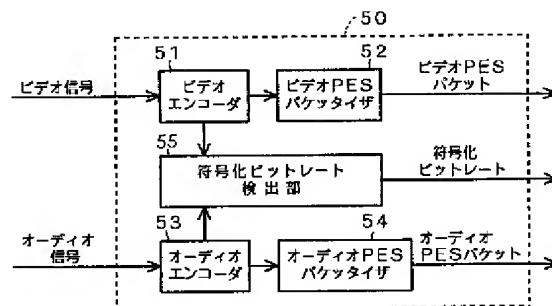 50
51
52
ビデオ信号
ビデオ
エンコーダ
ビデオPES
パケッタイザ
ビデオPES
パケット
55
符号化ビットレート
検出部
符号化
ビットレート
53
54
オーディオ
信号
オーディオ
エンコーダ
オーディオPES
パケッタイザ
オーディオ
PESパケット